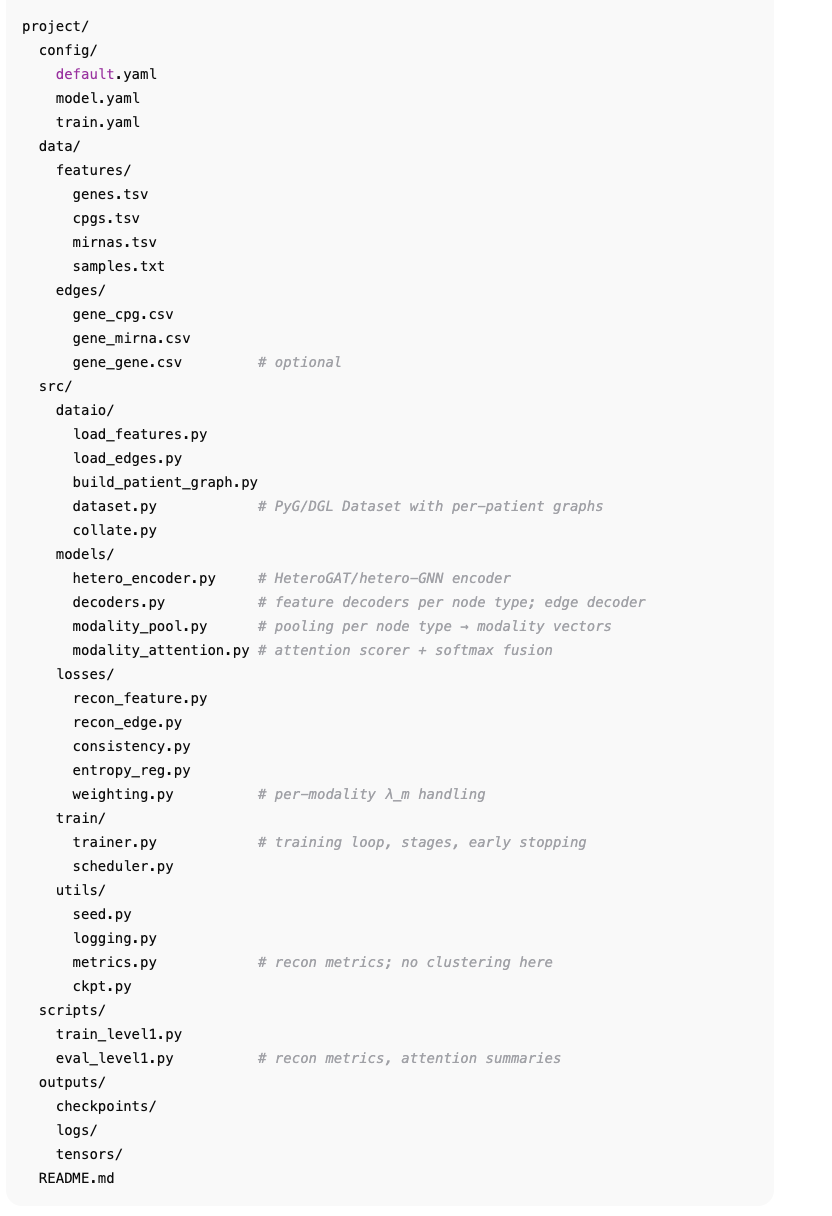 project/
  config/
    default.yaml
    model.yaml
    train.yaml
  data/
    features/
      genes.tsv
      cpgs.tsv
      mirnas.tsv
      samples.txt
    edges/
      gene_cpg.csv
      gene_mirna.csv
      gene_gene.csv         # optional
  src/
    dataio/
      load_features.py
      load_edges.py
      build_patient_graph.py
      dataset.py            # PyG/DGL Dataset with per-patient graphs
      collate.py
    models/
      hetero_encoder.py     # HeteroGAT/hetero-GNN encoder
      decoders.py           # feature decoders per node type; edge decoder
      modality_pool.py      # pooling per node type → modality vectors
      modality_attention.py # attention scorer + softmax fusion
    losses/
      recon_feature.py
      recon_edge.py
      consistency.py
      entropy_reg.py
      weighting.py          # per-modality λ_m handling
    train/
      trainer.py            # training loop, stages, early stopping
      scheduler.py
    utils/
      seed.py
      logging.py
      metrics.py            # recon metrics; no clustering here
      ckpt.py
  scripts/
    train_level1.py
    eval_level1.py          # recon metrics, attention summaries
  outputs/
    checkpoints/
    logs/
    tensors/
  README.md